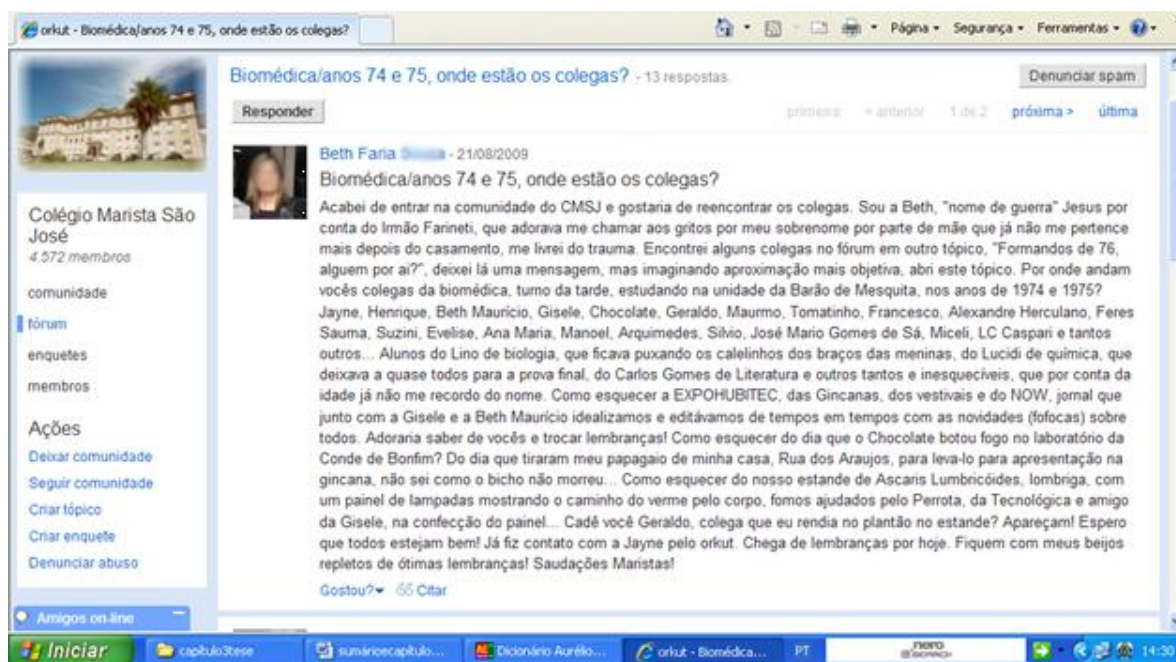 orkut - Biomédica/anos 74 e 75, onde estão os colegas?
Página
Segurança
Ferramentas
Biomédica/anos 74 e 75, onde estão os colegas? - 13 respostas.
Denunciar spam
Responder
primeira < anterior 1 de 2 próxima > última
Beth Faria - 21/08/2009
Biomédica/anos 74 e 75, onde estão os colegas?
Acabei de entrar na comunidade do CMSJ e gostaria de reencontrar os colegas. Sou a Beth, "nome de guerra" Jesus por
conta do Irmão Farineti, que adorava me chamar aos gritos por meu sobrenome por parte de mãe que já não me pertence
mais depois do casamento, me livrei do trauma. Encontrei alguns colegas no fórum em outro tópico, "Formandos de 76,
alguem por ai?", deixei lá uma mensagem, mas imaginando aproximação mais objetiva, abri este tópico. Por onde andam
vocês colegas da biomédica, turno da tarde, estudando na unidade da Barão de Mesquita, nos anos de 1974 e 1975?
Jayne, Henrique, Beth Maurício, Gisele, Chocolate, Geraldo, Maurmo, Tomatinho, Francesco, Alexandre Herculano, Feres
Sauma, Suzini, Evelise, Ana Maria, Manoel, Arquimedes, Silvio, José Mario Gomes de Sá, Miceli, LC Caspari e tantos
outros... Alunos do Lino de biologia, que ficava puxando os calelinhos dos braços das meninas, do Lucidi de química, que
deixava a quase todos para a prova final, do Carlos Gomes de Literatura e outros tantos e inesquecíveis, que por conta da
idade já não me recordo do nome. Como esquecer a EXPOHUBITEC, das Gincanas, dos vestivais e do NOW, jornal que
junto com a Gisele e a Beth Maurício idealizamos e editávamos de tempos em tempos com as novidades (fofocas) sobre
todos. Adoraria saber de vocês e trocar lembranças! Como esquecer do dia que o Chocolate botou fogo no laboratório da
Conde de Bonfim? Do dia que tiraram meu papagaio de minha casa, Rua dos Araujos, para leva-lo para apresentação na
gincana, não sei como o bicho não morreu... Como esquecer do nosso estande de Ascaris Lumbricóides, lombriga, com
um painel de lampadas mostrando o caminho do verme pelo corpo, fomos ajudados pelo Perrota, da Tecnológica e amigo
da Gisele, na confecção do painel... Cadê você Geraldo, colega que eu rendia no plantão no estande? Apareçam! Espero
que todos estejam bem! Já fiz contato com a Jayne pelo orkut. Chega de lembranças por hoje. Fiquem com meus beijos
repletos de ótimas lembranças! Saudações Maristas!
Gostou? Citar
Colégio Marista São
José
4.572 membros
comunidade
fórum
enquetes
membros
Ações
Deixar comunidade
Seguir comunidade
Criar tópico
Criar enquete
Denunciar abuso
Amigos on-line
Iniciar
capitulo3tese
sumárioecapítulo...
Dicionário Aurélio...
orkut - Biomédica...
PT
nero
14:39